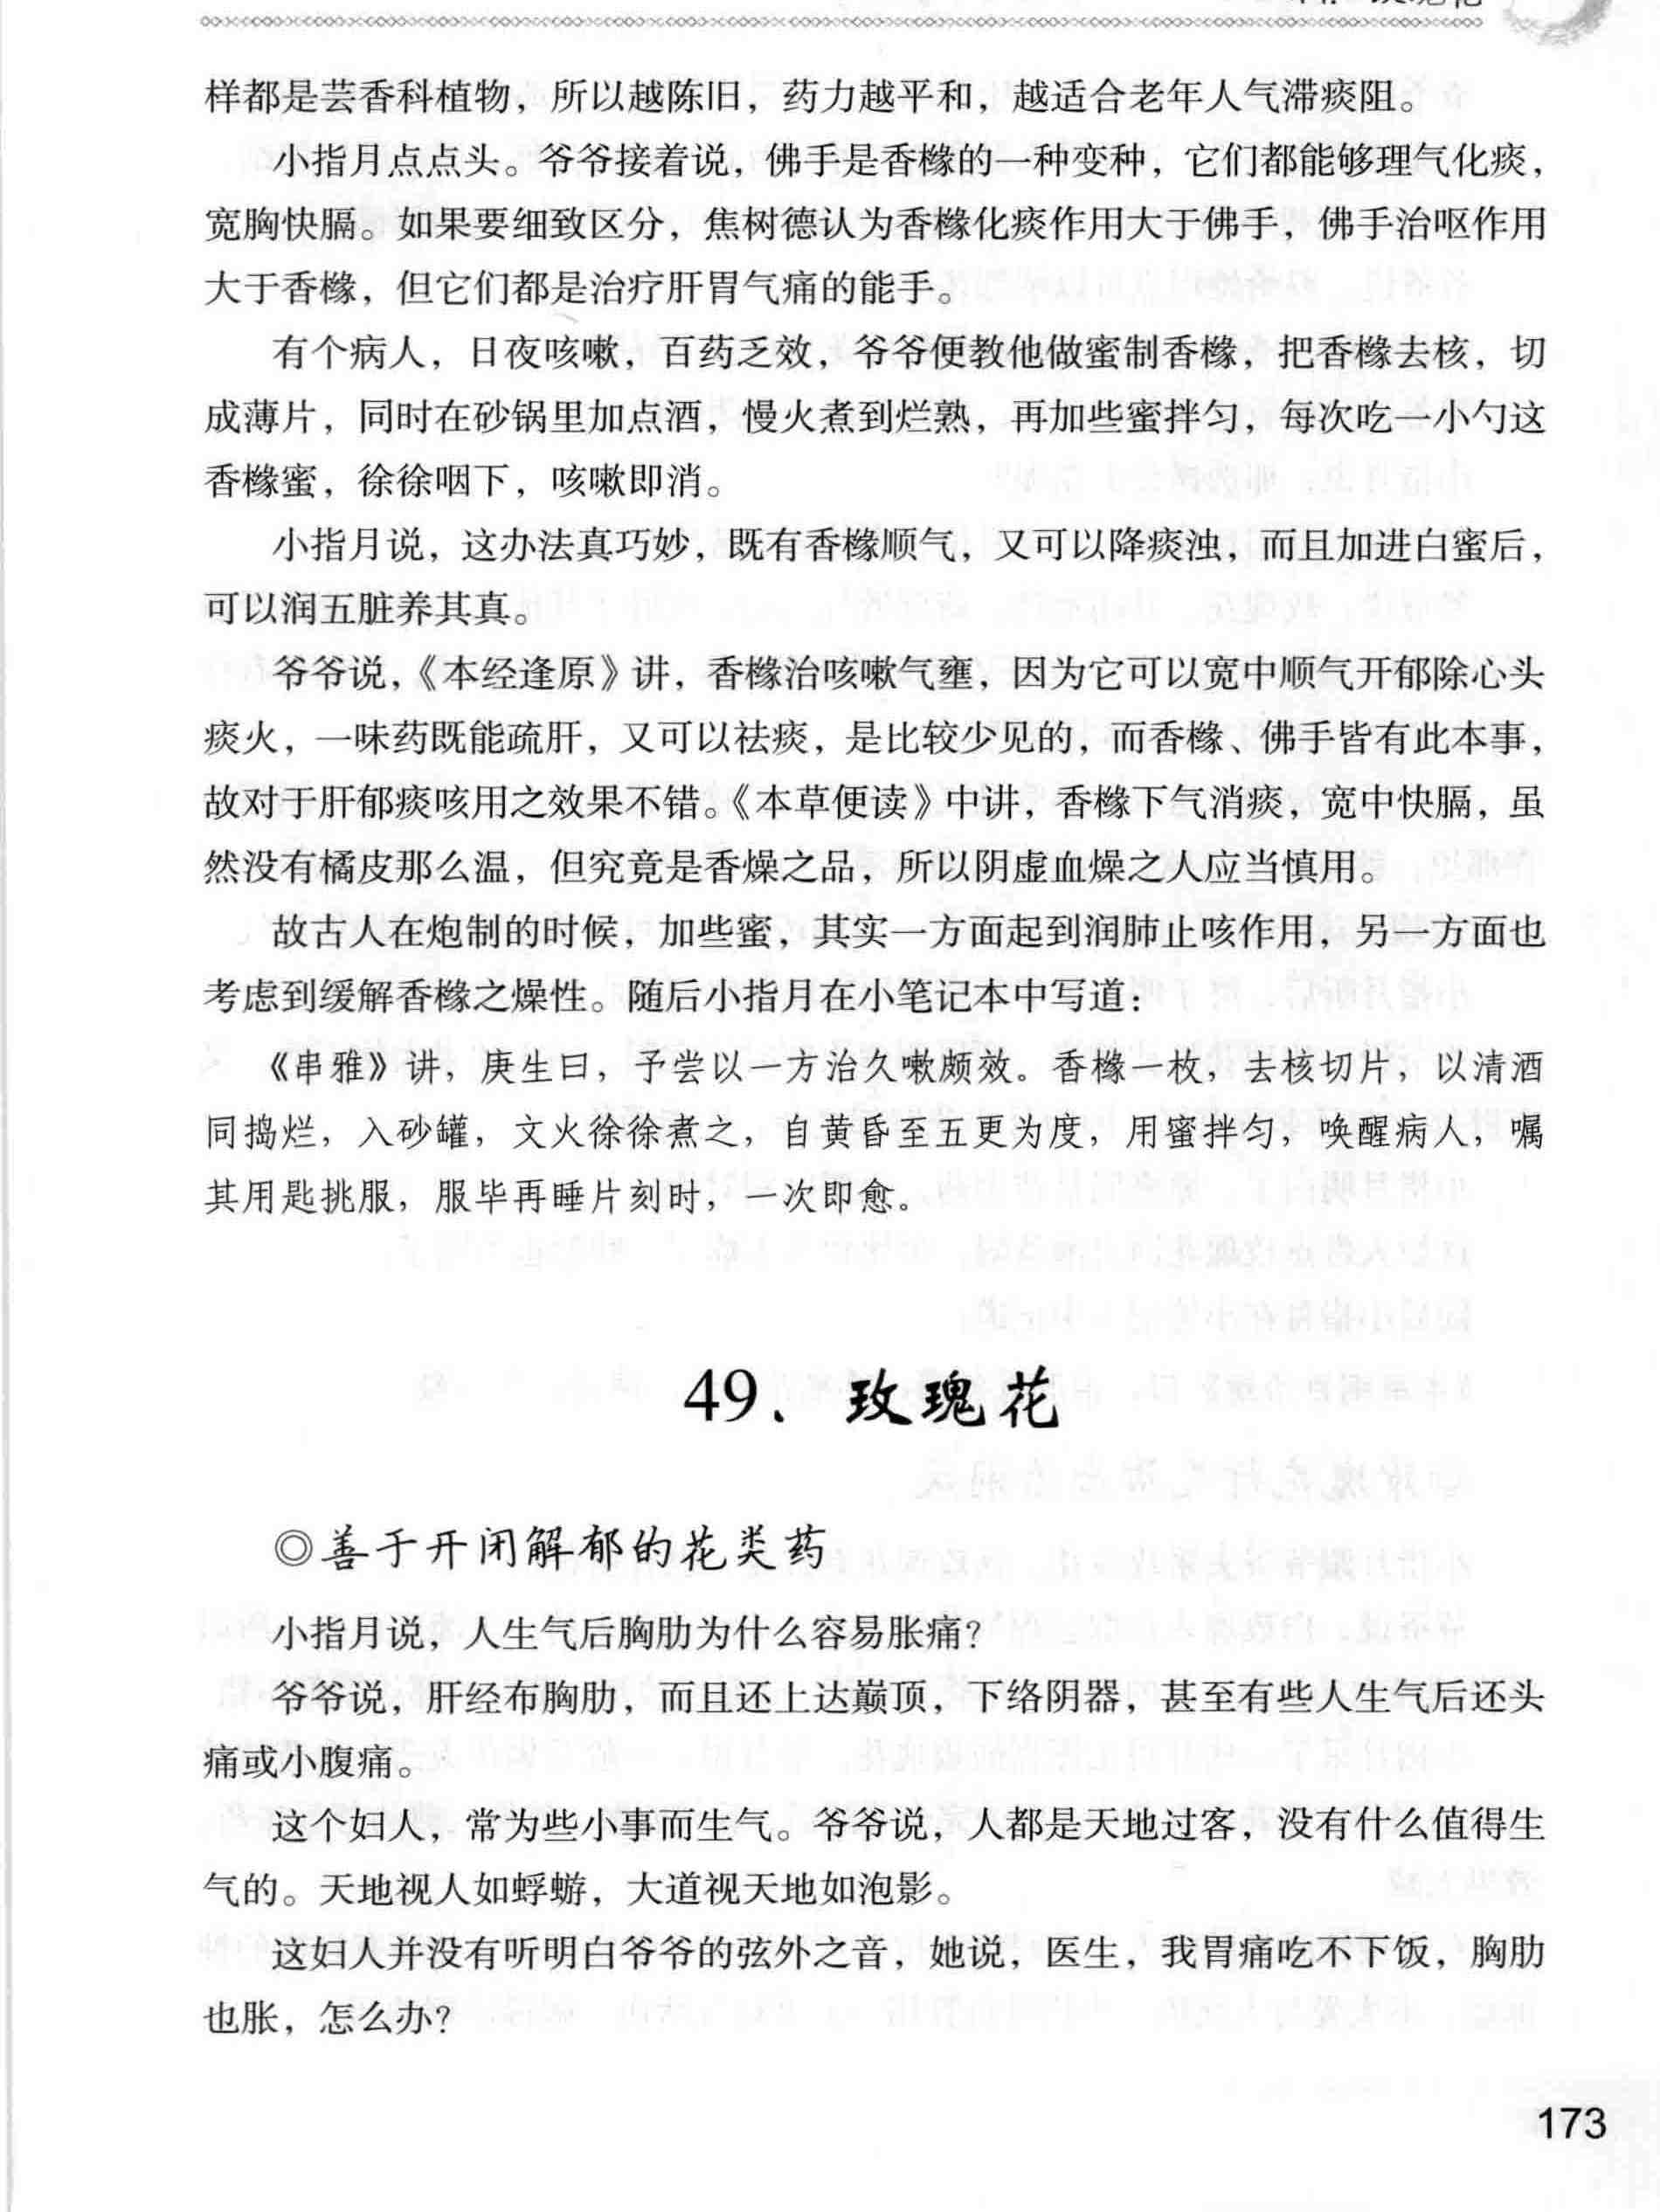 样都是芸香科植物，所以越陈旧，药力越平和，越适合老年人气滞痰阻。
小指月点点头。爷爷接着说，佛手是香橼的一种变种，它们都能够理气化痰，
宽胸快膈。如果要细致区分，焦树德认为香橼化痰作用大于佛手，佛手治呕作用
大于香橼，但它们都是治疗肝胃气痛的能手。
有个病人，日夜咳嗽，百药乏效，爷爷便教他做蜜制香橼，把香橼去核，切
成薄片，同时在砂锅里加点酒，慢火煮到烂熟，再加些蜜拌匀，每次吃一小勺这
香橼蜜，徐徐咽下，咳嗽即消。
小指月说，这办法真巧妙，既有香橼顺气，又可以降痰浊，而且加进白蜜后，
可以润五脏养其真。
爷爷说，《本经逢原》讲，香橼治咳嗽气壅，因为它可以宽中顺气开郁除心头
痰火，一味药既能疏肝，又可以祛痰，是比较少见的，而香橼、佛手皆有此本事，
故对于肝郁痰咳用之效果不错。《本草便读》中讲，香橼下气消痰，宽中快膈，虽
然没有橘皮那么温，但究竟是香燥之品，所以阴虚血燥之人应当慎用。
故古人在炮制的时候，加些蜜，其实一方面起到润肺止咳作用，另一方面也
考虑到缓解香橼之燥性。随后小指月在小笔记本中写道：
《串雅》讲，庚生曰，予尝以一方治久嗽颇效。香橼一枚，去核切片，以清酒
同捣烂，入砂罐，文火徐徐煮之，自黄昏至五更为度，用蜜拌匀，唤醒病人，嘱
其用匙挑服，服毕再睡片刻时，一次即愈。
49、玫瑰花
◎善于开闭解郁的花类药
小指月说，人生气后胸肋为什么容易胀痛？
爷爷说，肝经布胸肋，而且还上达巅顶，下络阴器，甚至有些人生气后还头
痛或小腹痛。
这个妇人，常为些小事而生气。爷爷说，人都是天地过客，没有什么值得生
气的。天地视人如蜉蝣，大道视天地如泡影。
这妇人并没有听明白爷爷的弦外之音，她说，医生，我胃痛吃不下饭，胸肋
也胀，怎么办？
173